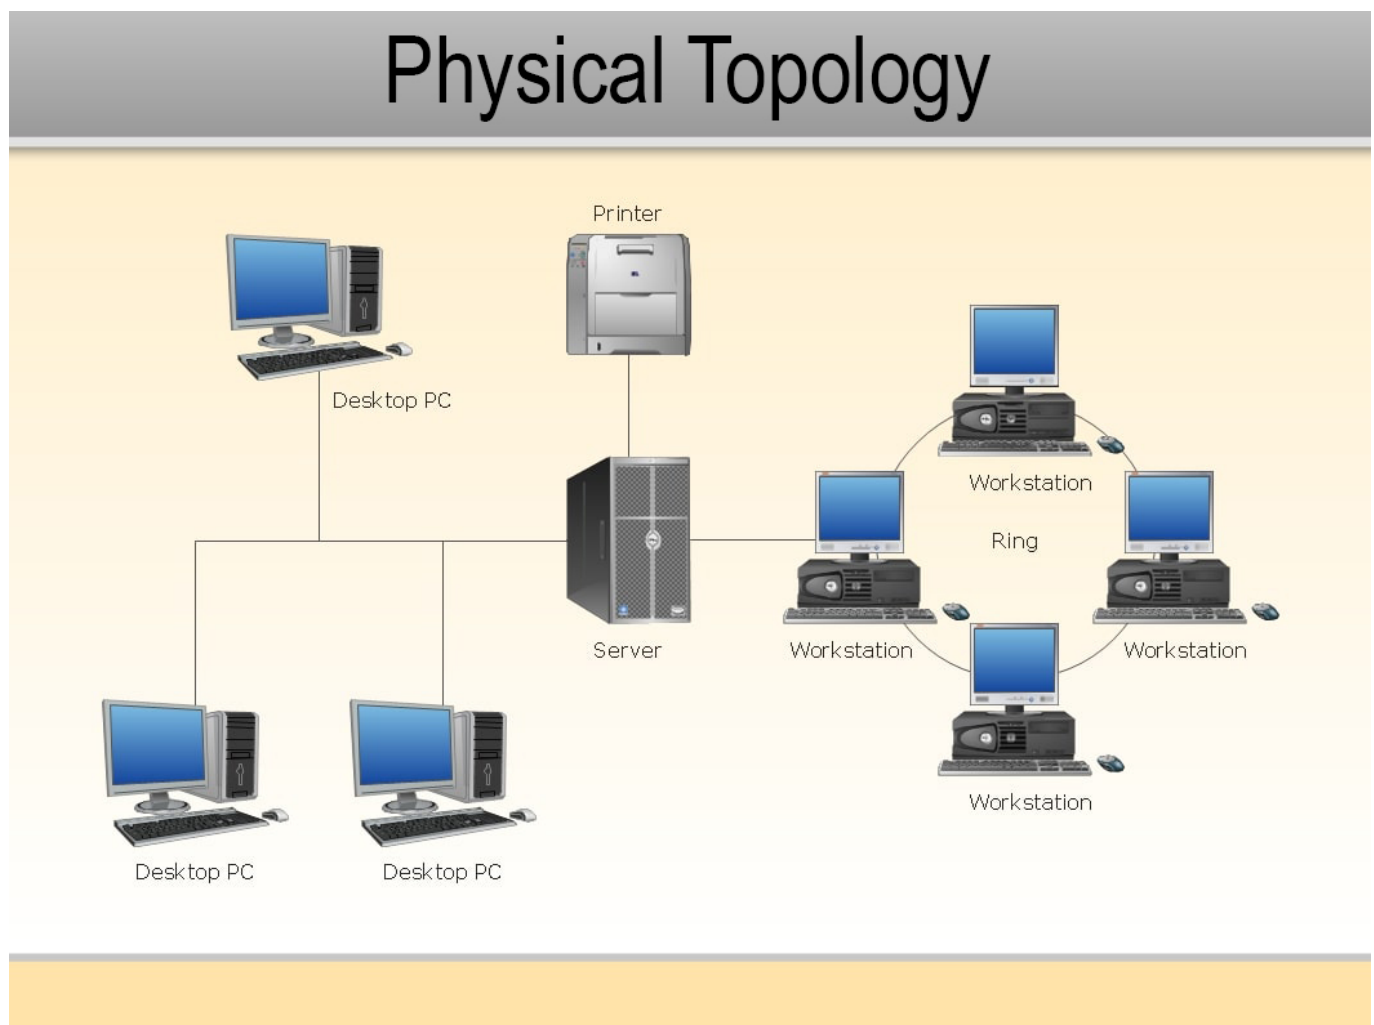 Physical Topology
Printer
Desktop PC
Workstation
Ring
Server
Workstation
Workstation
Workstation
Desktop PC
Desktop PC